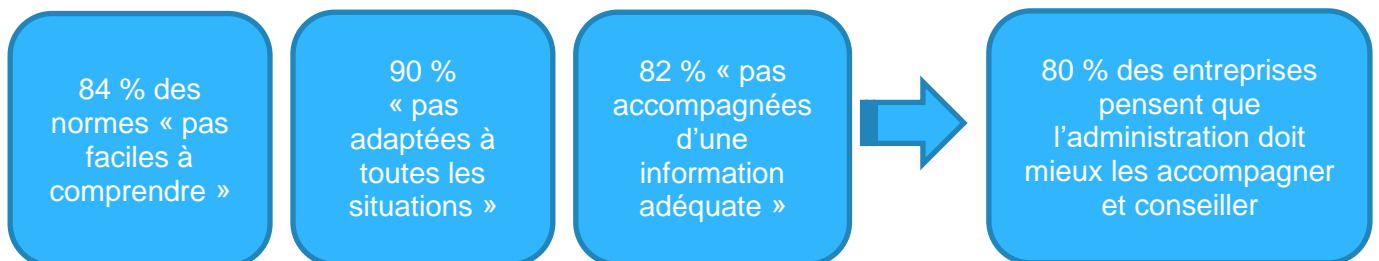 84 % des
normes « pas
faciles à
comprendre »
90 %
« pas
adaptées à
toutes les
situations »
82 % « pas
accompagnées
d’une
information
adéquate »
80 % des entreprises
pensent que
l’administration doit
mieux les accompagner
et conseiller